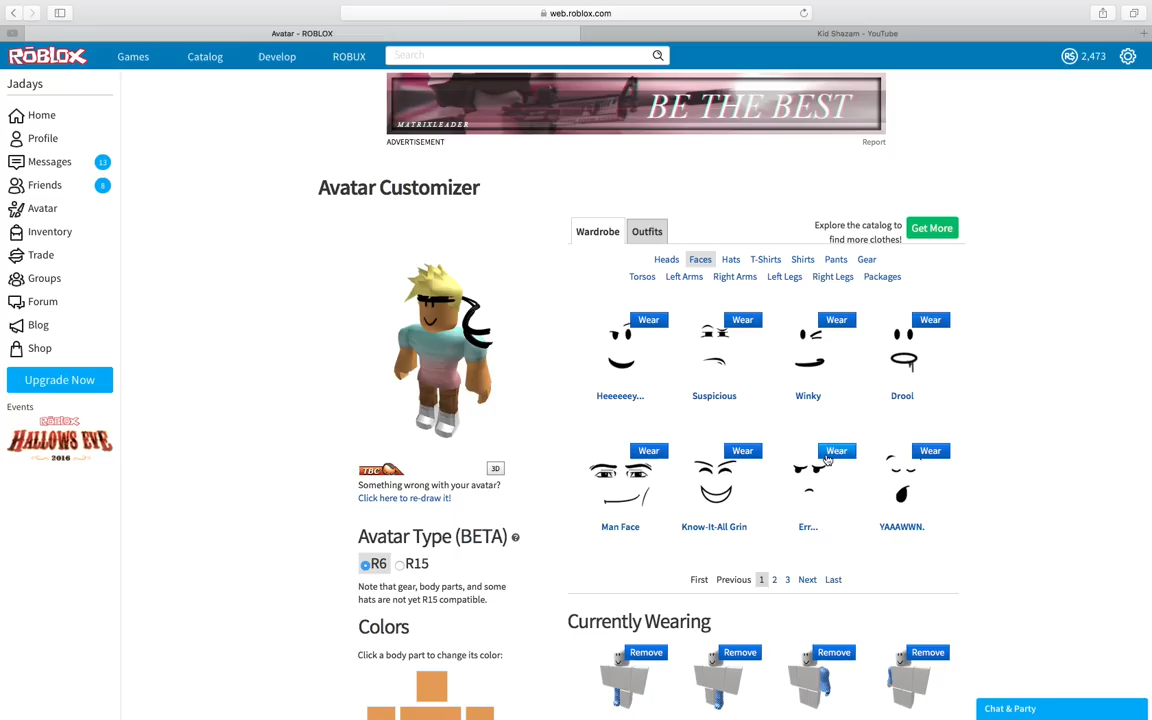 web.roblox.com
Avatar - ROBLOX
Kid Shazam - YouTube
ROBLOX Games Catalog Develop ROBUX Search R$ 2,473
Jadays
Home
Profile
Messages 13
Friends 8
Avatar
Inventory
Trade
Groups
Forum
Blog
Shop
Upgrade Now
Events
ROBLOX
HALLOWS EVE
2016
BE THE BEST
MATRIXLEADER
ADVERTISEMENT Report
Avatar Customizer
TBC
3D
Something wrong with your avatar?
Click here to re-draw it!
Avatar Type (BETA) ?
R6 R15
Note that gear, body parts, and some
hats are not yet R15 compatible.
Colors
Click a body part to change its color:
Wardrobe Outfits
Explore the catalog to
find more clothes!
Get More
Heads Faces Hats T-Shirts Shirts Pants Gear
Torsos Left Arms Right Arms Left Legs Right Legs Packages
Wear Wear Wear Wear
Heeeeeey... Suspicious Winky Drool
Wear Wear Wear Wear
Man Face Know-It-All Grin Err... YAAAWWN.
First Previous 1 2 3 Next Last
Currently Wearing
Remove Remove Remove Remove
Chat & Party